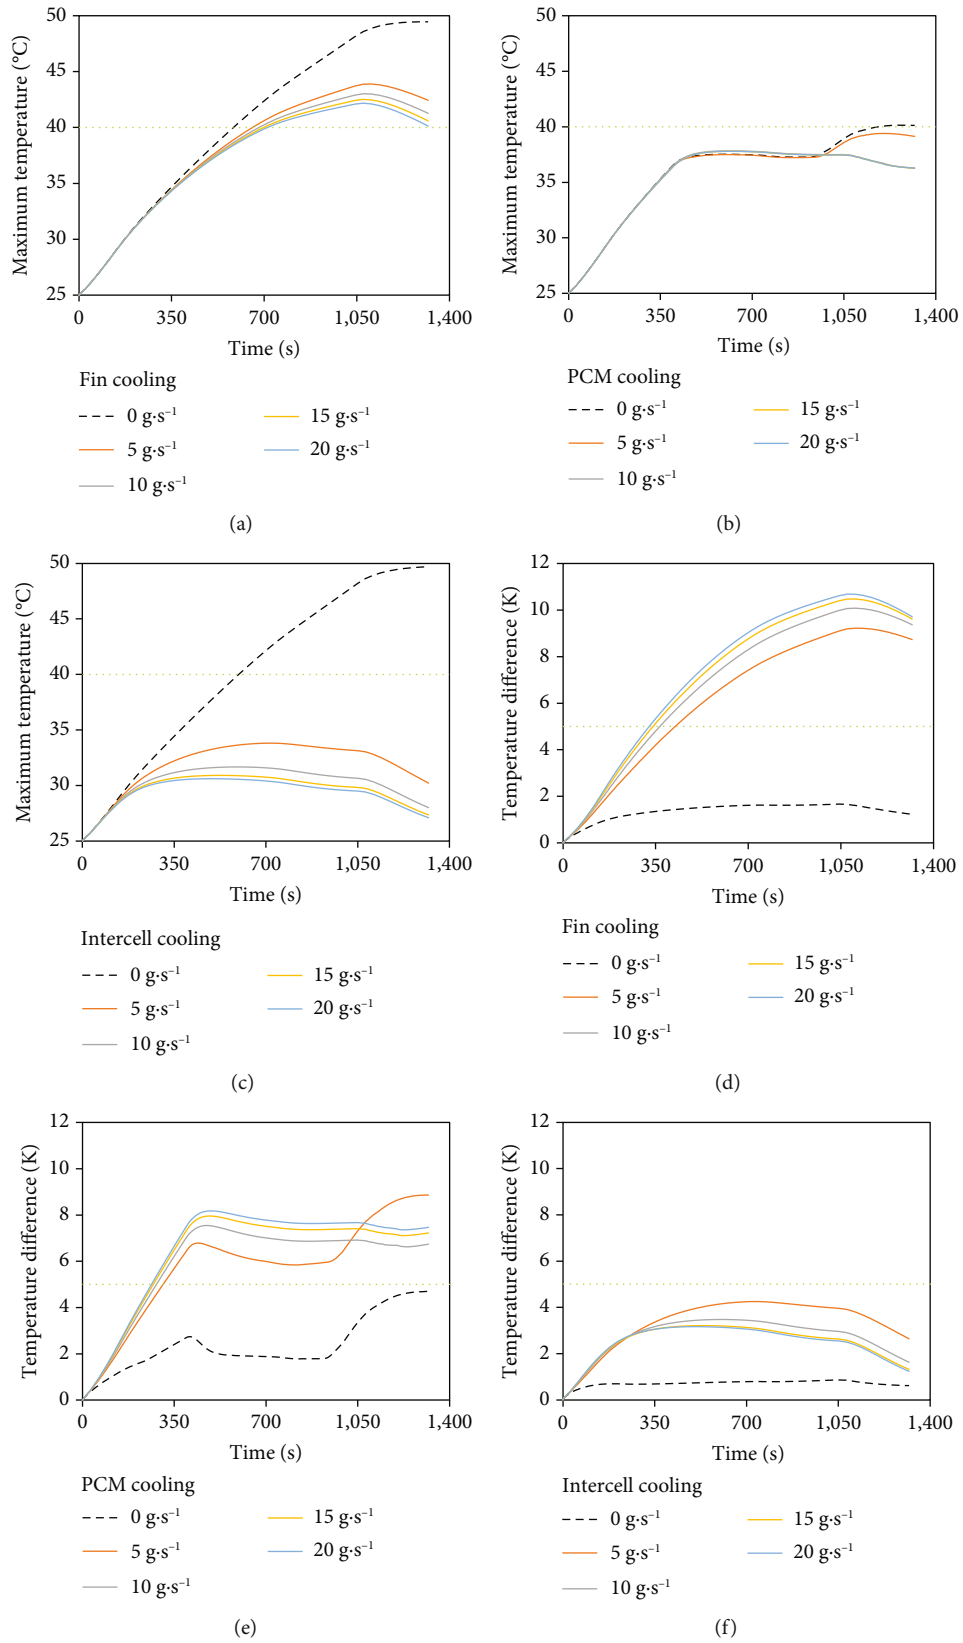 Maximum temperature (°C)
50
45
40
35
30
25
0
350
700
1,050
1,400
Time (s)
Fin cooling
0 g·s⁻¹
5 g·s⁻¹
10 g·s⁻¹
15 g·s⁻¹
20 g·s⁻¹
(a)
Maximum temperature (°C)
50
45
40
35
30
25
0
350
700
1,050
1,400
Time (s)
PCM cooling
0 g·s⁻¹
5 g·s⁻¹
10 g·s⁻¹
15 g·s⁻¹
20 g·s⁻¹
(b)
Maximum temperature (°C)
50
45
40
35
30
25
0
350
700
1,050
1,400
Time (s)
Intercell cooling
0 g·s⁻¹
5 g·s⁻¹
10 g·s⁻¹
15 g·s⁻¹
20 g·s⁻¹
(c)
Temperature difference (K)
12
10
8
6
4
2
0
0
350
700
1,050
1,400
Time (s)
Fin cooling
0 g·s⁻¹
5 g·s⁻¹
10 g·s⁻¹
15 g·s⁻¹
20 g·s⁻¹
(d)
Temperature difference (K)
12
10
8
6
4
2
0
0
350
700
1,050
1,400
Time (s)
PCM cooling
0 g·s⁻¹
5 g·s⁻¹
10 g·s⁻¹
15 g·s⁻¹
20 g·s⁻¹
(e)
Temperature difference (K)
12
10
8
6
4
2
0
0
350
700
1,050
1,400
Time (s)
Intercell cooling
0 g·s⁻¹
5 g·s⁻¹
10 g·s⁻¹
15 g·s⁻¹
20 g·s⁻¹
(f)